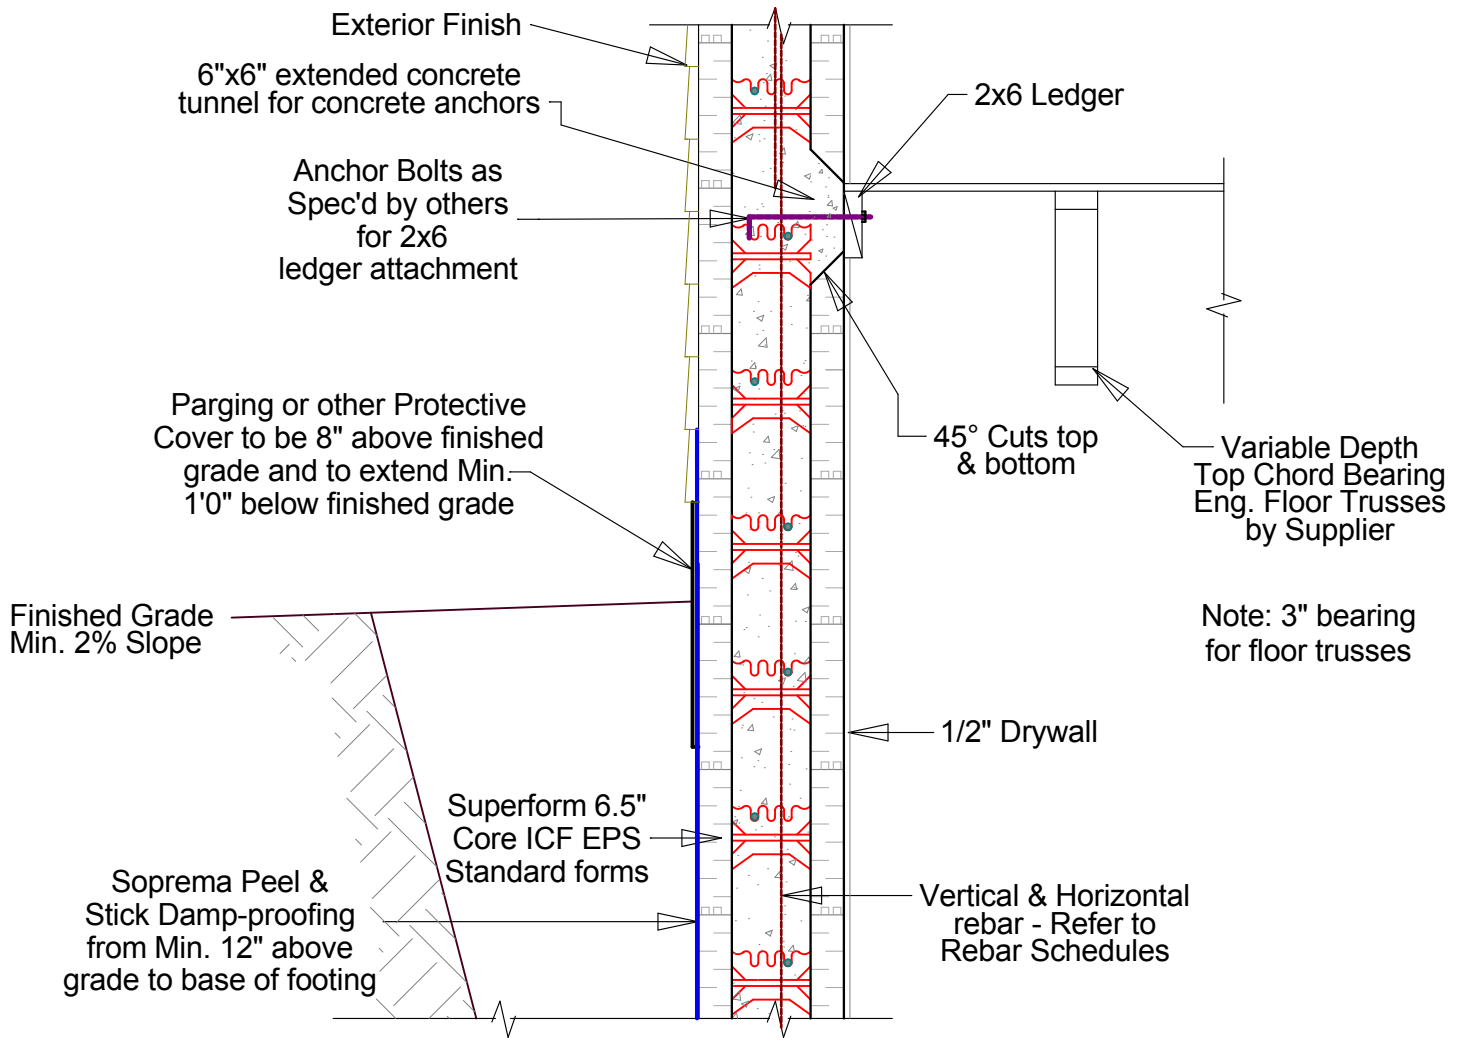 Exterior Finish
6"x6" extended concrete
tunnel for concrete anchors
2x6 Ledger
Anchor Bolts as
Spec'd by others
for 2x6
ledger attachment
Parging or other Protective
Cover to be 8" above finished
grade and to extend Min.
1'0" below finished grade
45° Cuts top
& bottom
Variable Depth
Top Chord Bearing
Eng. Floor Trusses
by Supplier
Finished Grade
Min. 2% Slope
Note: 3" bearing
for floor trusses
1/2" Drywall
Superform 6.5"
Core ICF EPS
Standard forms
Soprema Peel &
Stick Damp-proofing
from Min. 12" above
grade to base of footing
Vertical & Horizontal
rebar - Refer to
Rebar Schedules